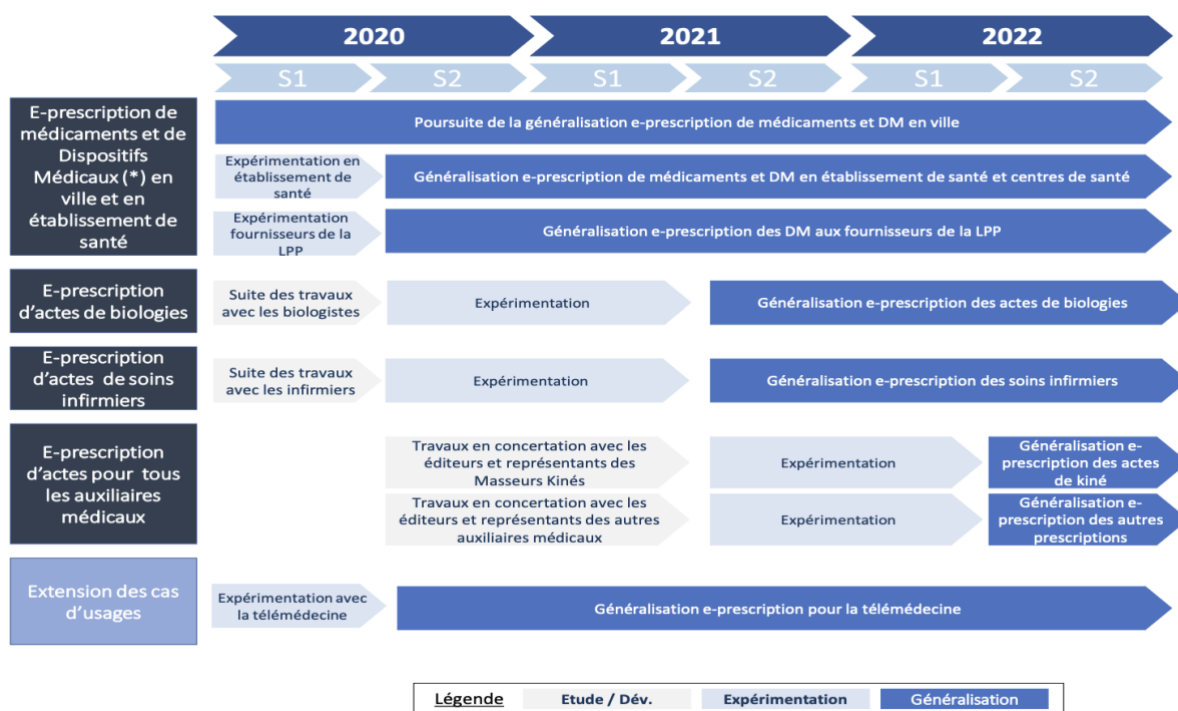 2020
2021
2022
S1
S2
S1
S2
S1
S2
E-prescription de
médicaments et de
Dispositifs
Médicaux (*) en
ville et en
établissement de
santé
Poursuite de la généralisation e-prescription de médicaments et DM en ville
Expérimentation en
établissement de
santé
Généralisation e-prescription de médicaments et DM en établissement de santé et centres de santé
Expérimentation
fournisseurs de la
LPP
Généralisation e-prescription des DM aux fournisseurs de la LPP
E-prescription
d'actes de biologies
Suite des travaux
avec les biologistes
Expérimentation
Généralisation e-prescription des actes de biologies
E-prescription
d'actes de soins
infirmiers
Suite des travaux
avec les infirmiers
Expérimentation
Généralisation e-prescription des soins infirmiers
E-prescription
d'actes pour tous
les auxiliaires
médicaux
Travaux en concertation avec les
éditeurs et représentants des
Masseurs Kinés
Expérimentation
Généralisation e-
prescription des actes
de kiné
Travaux en concertation avec les
éditeurs et représentants des autres
auxiliaires médicaux
Expérimentation
Généralisation e-
prescription des autres
prescriptions
Extension des cas
d'usages
Expérimentation avec
la télémédecine
Généralisation e-prescription pour la télémédecine
Légende
Etude / Dév.
Expérimentation
Généralisation